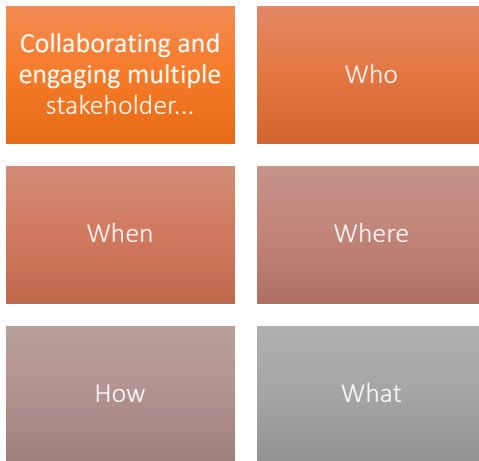 Collaborating and
engaging multiple
stakeholder...
Who
When
Where
How
What